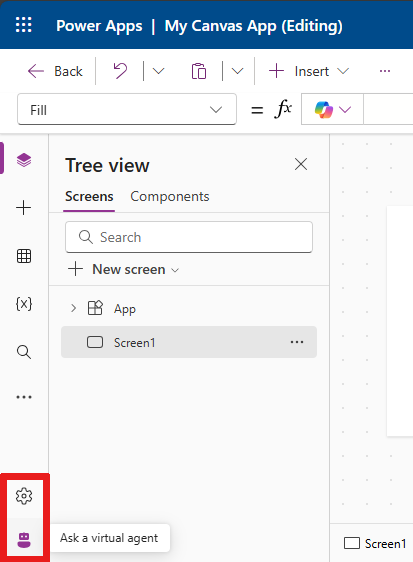 Power Apps | My Canvas App (Editing)
Back
Insert
Fill
= fx
Tree view
Screens Components
Search
New screen
{x}
App
Screen1
Ask a virtual agent
Screen1